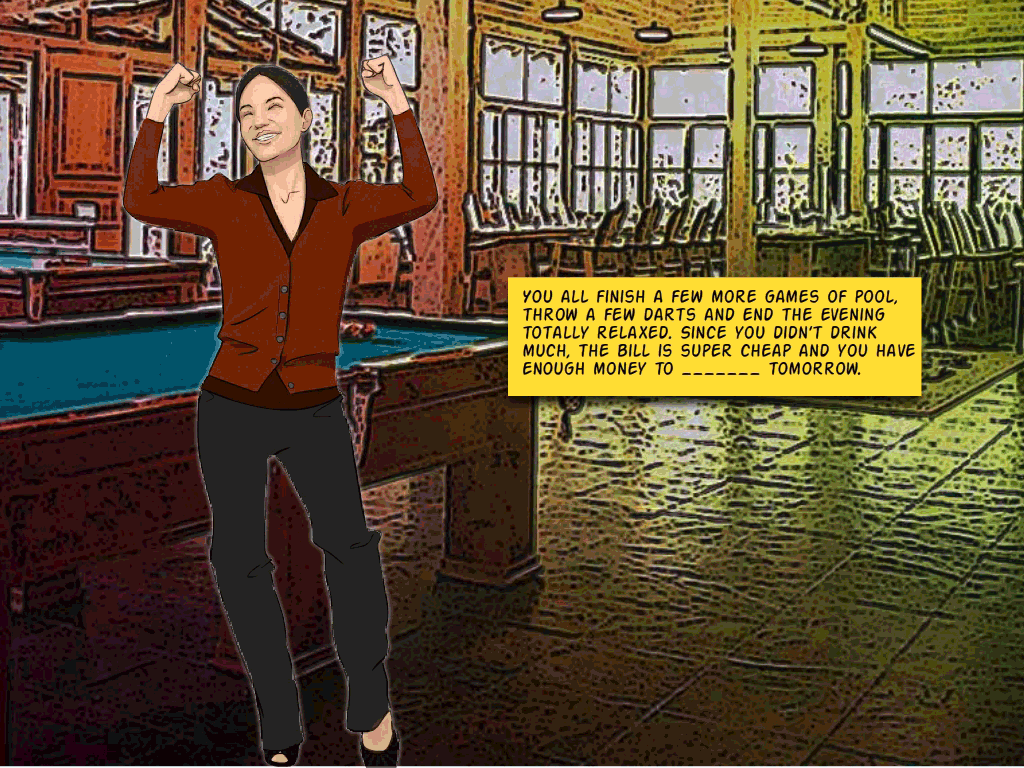 YOU ALL FINISH A FEW MORE GAMES OF POOL,
THROW A FEW DARTS AND END THE EVENING
TOTALLY RELAXED. SINCE YOU DIDN'T DRINK
MUCH, THE BILL IS SUPER CHEAP AND YOU HAVE
ENOUGH MONEY TO _______ TOMORROW.